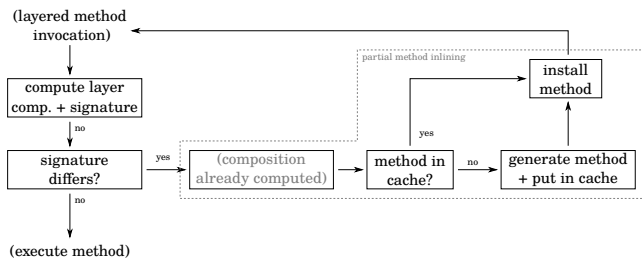 (layered method
invocation)
partial method inlining
compute layer
comp. + signature
install
method
no
yes
signature
differs?
yes
(composition
already computed)
method in
cache?
no
generate method
+ put in cache
no
(execute method)